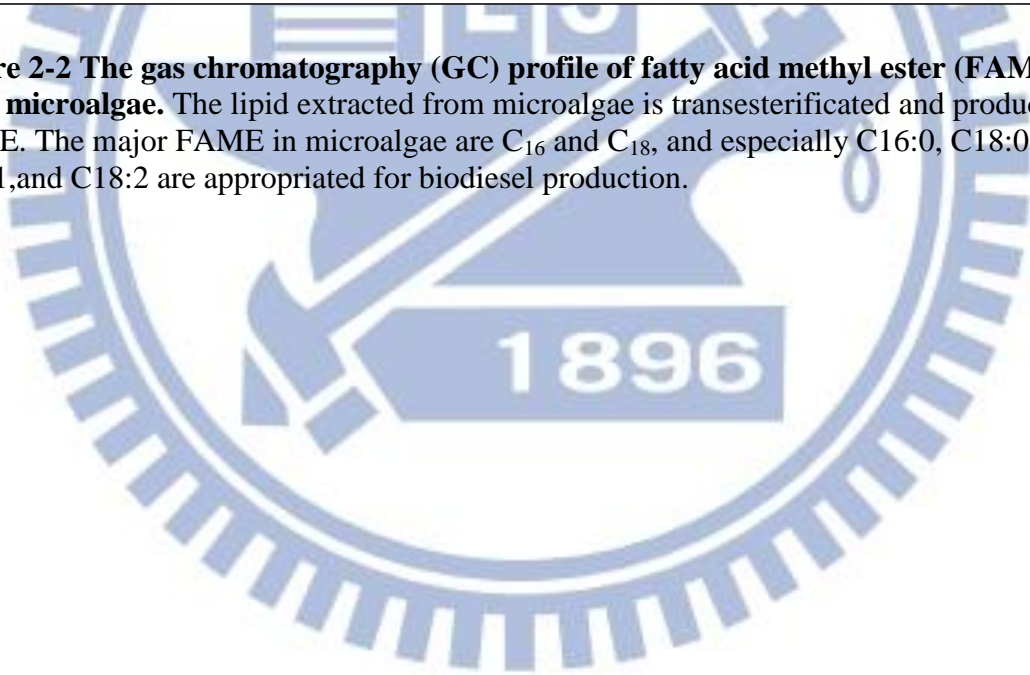 re 2-2 The gas chromatography (GC) profile of fatty acid methyl ester (FAM
microalgae. The lipid extracted from microalgae is transesterificated and produc
E. The major FAME in microalgae are C₁₆ and C₁₈, and especially C16:0, C18:0
1,and C18:2 are appropriated for biodiesel production.
1896